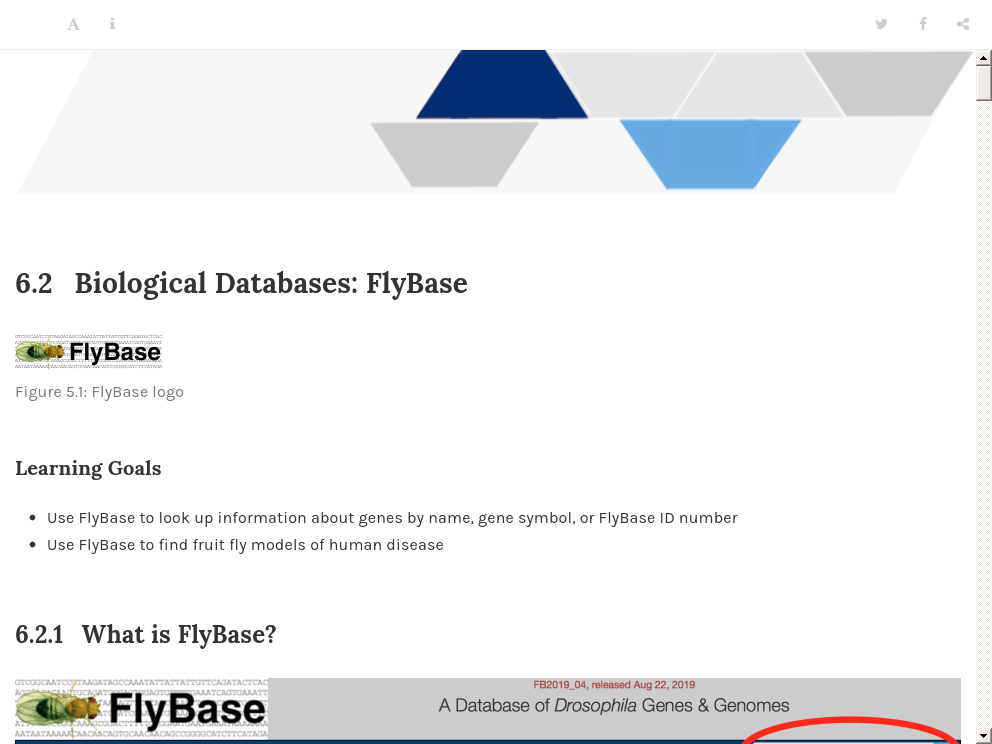 A i
6.2 Biological Databases: FlyBase
FlyBase
Figure 5.1: FlyBase logo
Learning Goals
• Use FlyBase to look up information about genes by name, gene symbol, or FlyBase ID number
• Use FlyBase to find fruit fly models of human disease
6.2.1 What is FlyBase?
FB2019_04, released Aug 22, 2019
FlyBase
A Database of Drosophila Genes & Genomes